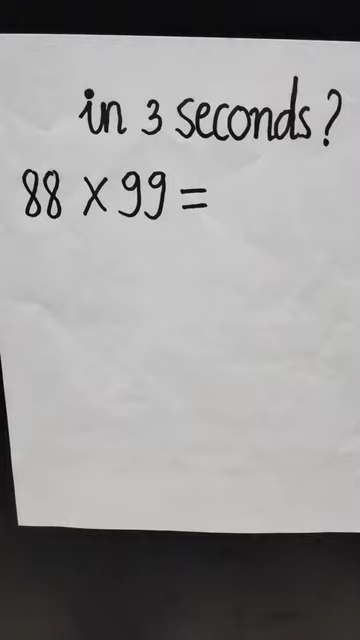 in 3 seconds?
88 × 99 =